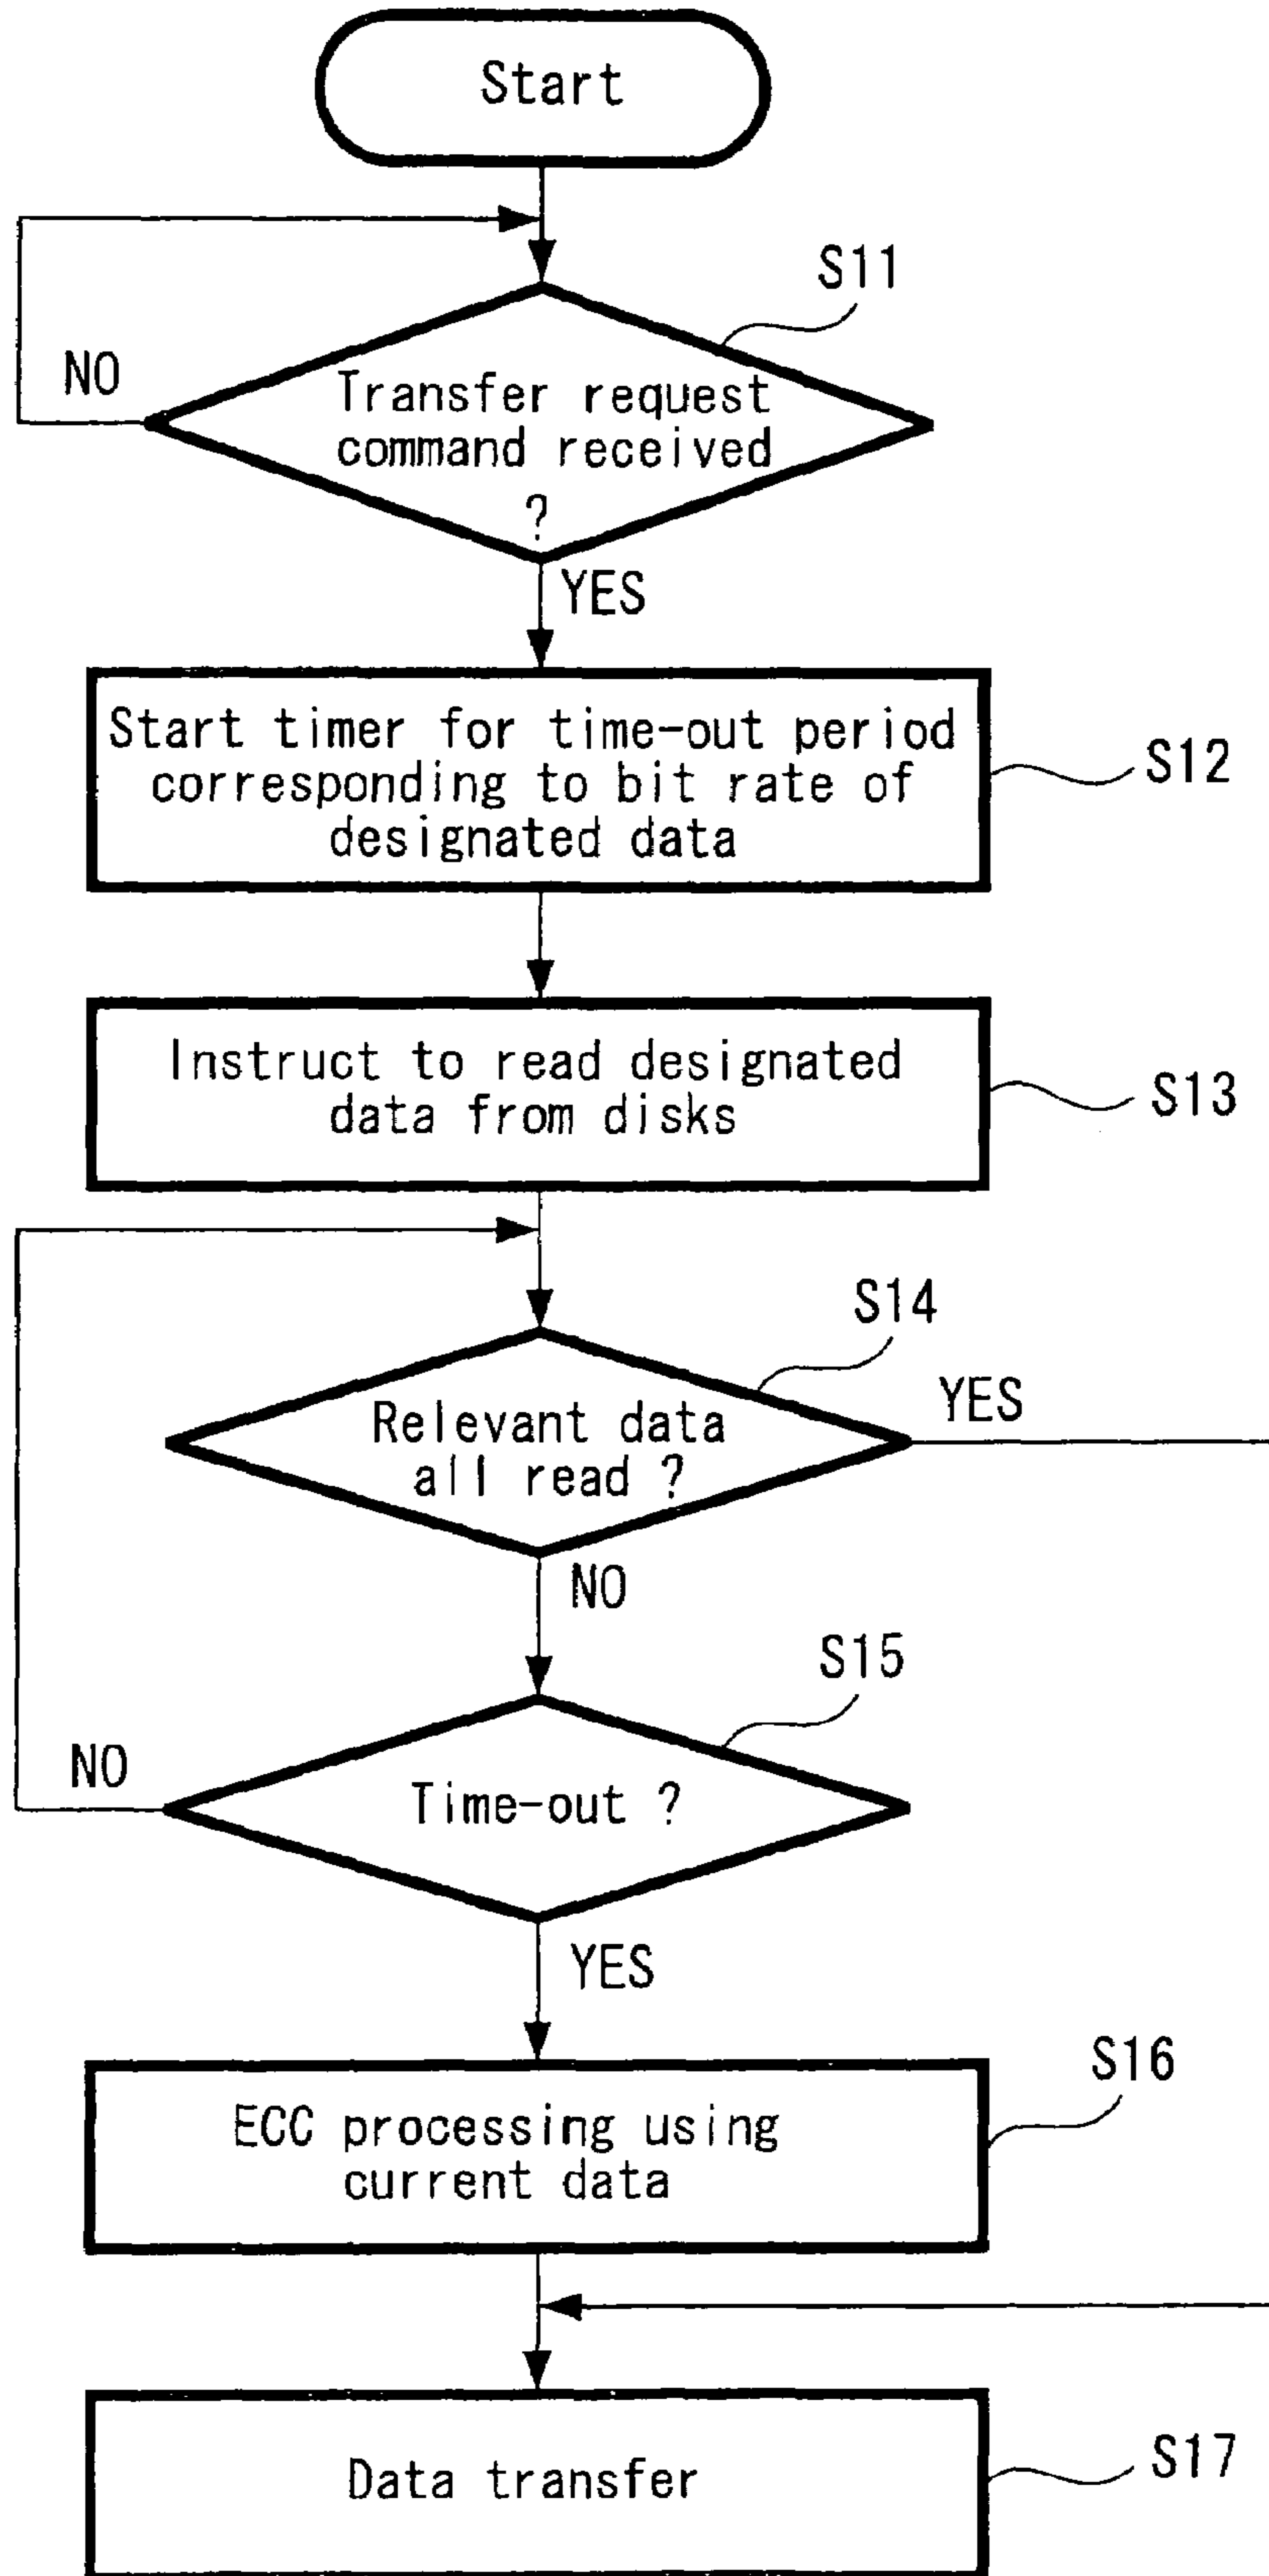 Start
S11
NO
Transfer request
command received
?
YES
Start timer for time-out period
corresponding to bit rate of
designated data
S12
Instruct to read designated
data from disks
S13
S14
YES
Relevant data
all read ?
NO
S15
NO
Time-out ?
YES
S16
ECC processing using
current data
Data transfer
S17